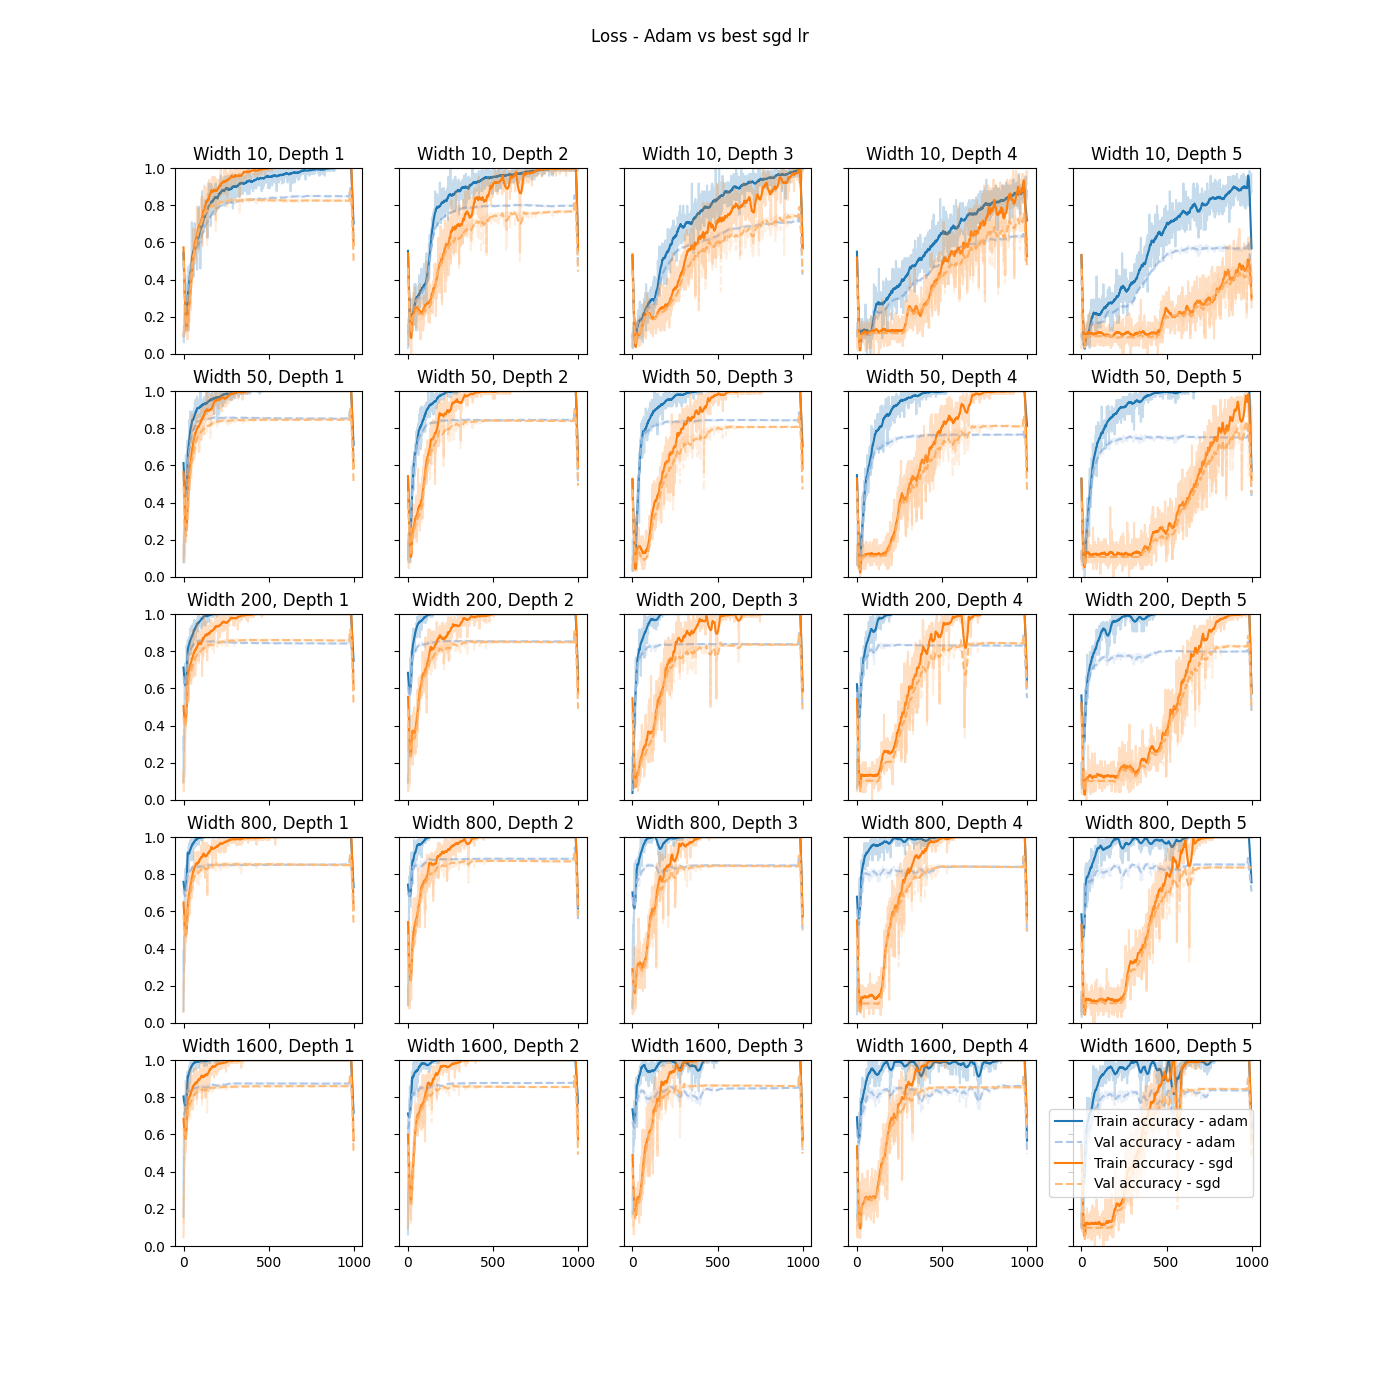 Loss - Adam vs best sgd lr
Width 10, Depth 1
Width 10, Depth 2
Width 10, Depth 3
Width 10, Depth 4
Width 10, Depth 5
1.0
0.8
0.6
0.4
0.2
0.0
Width 50, Depth 1
Width 50, Depth 2
Width 50, Depth 3
Width 50, Depth 4
Width 50, Depth 5
1.0
0.8
0.6
0.4
0.2
0.0
Width 200, Depth 1
Width 200, Depth 2
Width 200, Depth 3
Width 200, Depth 4
Width 200, Depth 5
1.0
0.8
0.6
0.4
0.2
0.0
Width 800, Depth 1
Width 800, Depth 2
Width 800, Depth 3
Width 800, Depth 4
Width 800, Depth 5
1.0
0.8
0.6
0.4
0.2
0.0
Width 1600, Depth 1
Width 1600, Depth 2
Width 1600, Depth 3
Width 1600, Depth 4
Width 1600, Depth 5
1.0
0.8
0.6
0.4
0.2
0.0
Train accuracy - adam
Val accuracy - adam
Train accuracy - sgd
Val accuracy - sgd
0 500 1000
0 500 1000
0 500 1000
0 500 1000
0 500 1000